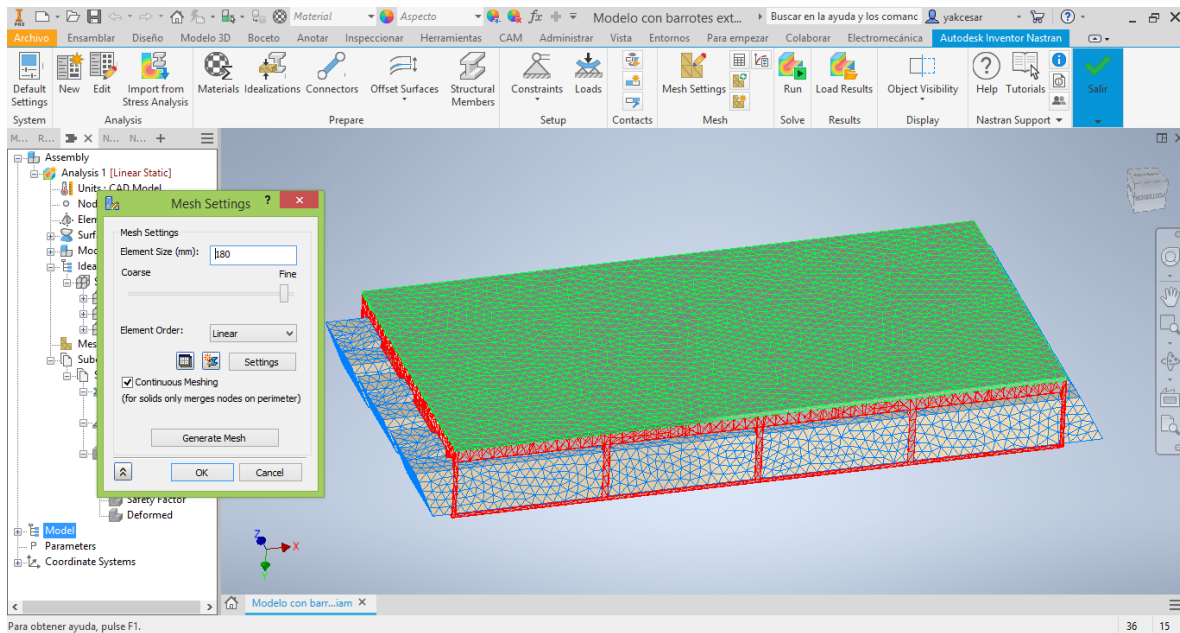 PRO
Material
Aspecto
fx
Modelo con barrotes ext...
Buscar en la ayuda y los comanc
yakcesar
Archivo Ensamblar Diseño Modelo 3D Boceto Anotar Inspeccionar Herramientas CAM Administrar Vista Entornos Para empezar Colaborar Electromecánica Autodesk Inventor Nastran
Default Settings
New
Edit
Import from Stress Analysis
Materials
Idealizations
Connectors
Offset Surfaces
Structural Members
Constraints
Loads
Mesh Settings
Run
Load Results
Object Visibility
Help
Tutorials
Salir
System Analysis Prepare Setup Contacts Mesh Solve Results Display Nastran Support
M... R... N... N... +
Assembly
Analysis 1 [Linear Static]
Units : CAD Model
Nod
Elem
Surf
Mod
Idea
S
Mes
Subc
S
Safety Factor
Deformed
Model
P Parameters
Coordinate Systems
Mesh Settings ? ×
Mesh Settings
Element Size (mm): 180
Coarse Fine
Element Order: Linear
Settings
Continuous Meshing
(for solids only merges nodes on perimeter)
Generate Mesh
OK Cancel
Z
X
Y
Modelo con barr...iam
Para obtener ayuda, pulse F1.
36 15